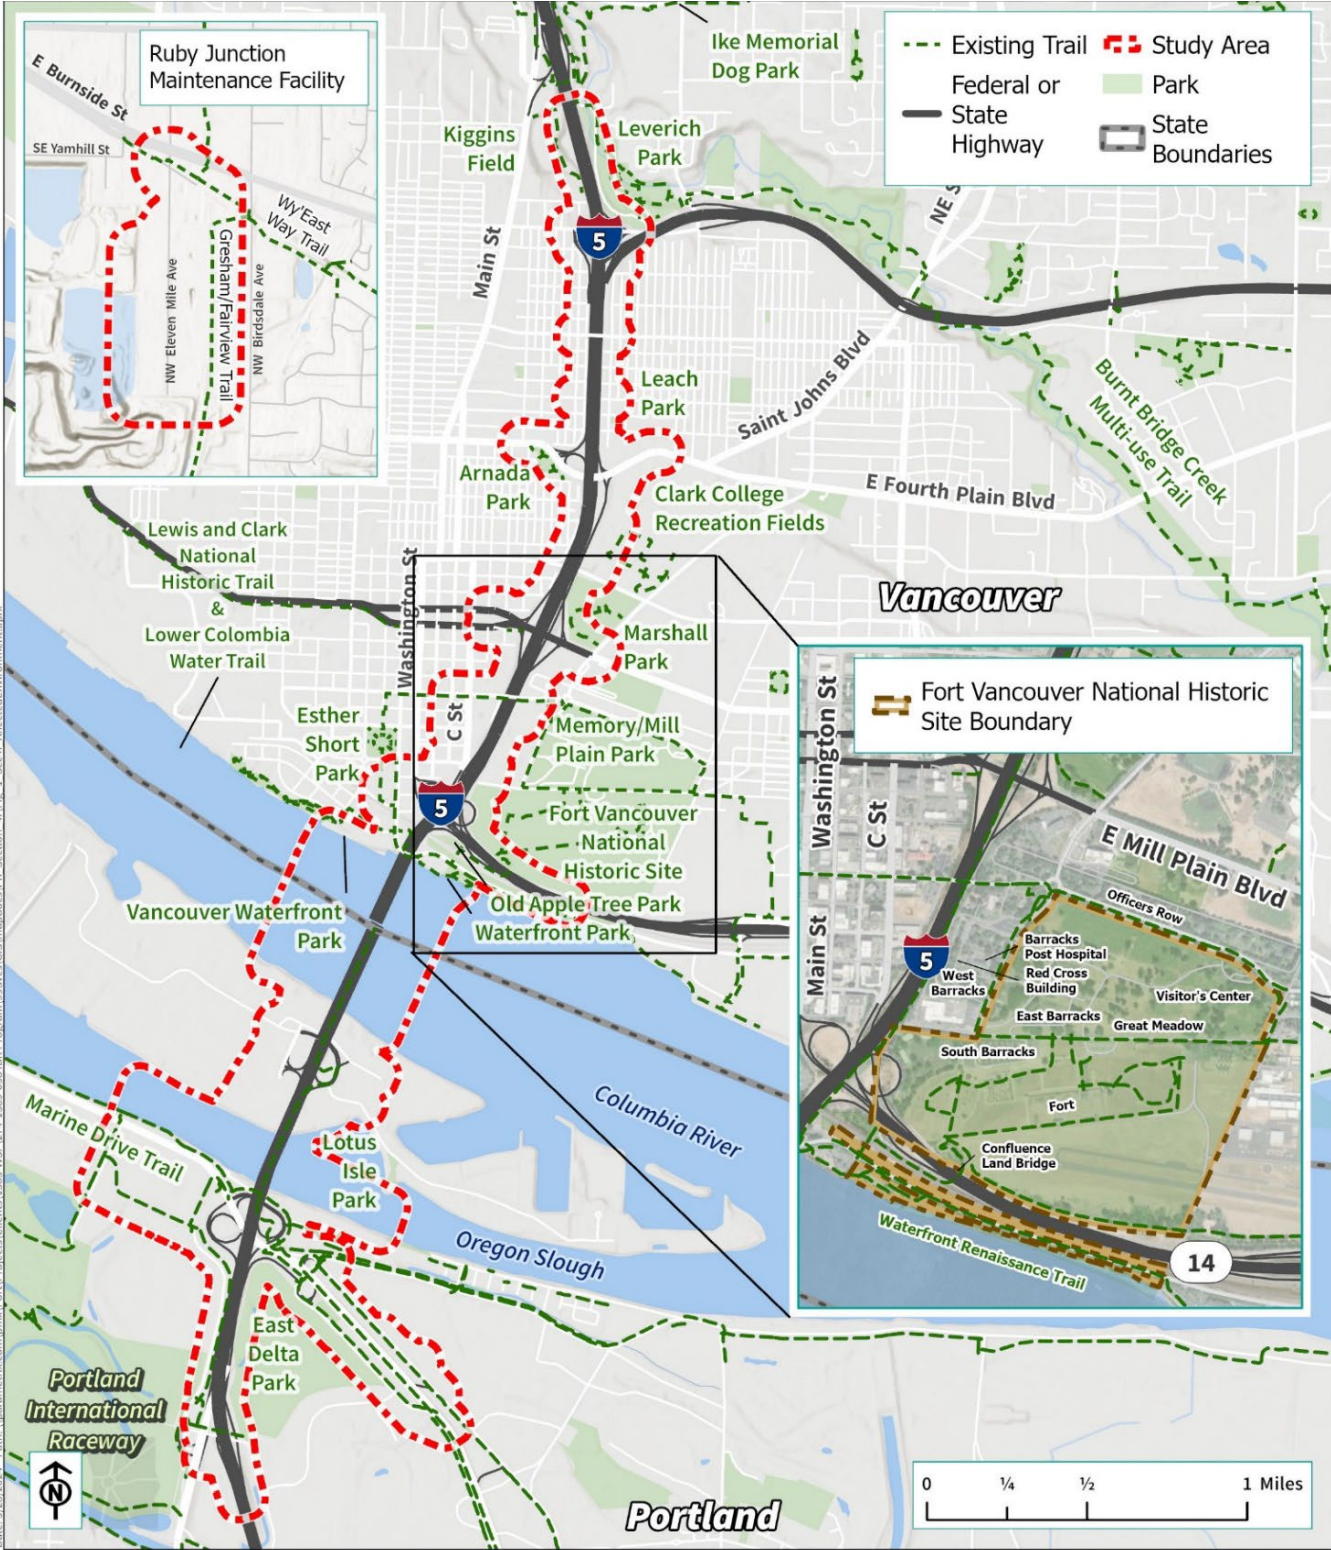 Ruby Junction
Maintenance Facility
E Burnside St
SE Yamhill St
Wy'East
Way Trail
NW Eleven Mile Ave
Gresham/Fairview Trail
NW Birdsdale Ave
Existing Trail
Study Area
Federal or
State
Highway
Park
State
Boundaries
Ike Memorial
Dog Park
Kiggins
Field
Leverich
Park
NE S
5
Main St
Leach
Park
Saint Johns Blvd
Burnt Bridge Creek
Multi-use Trail
Arnada
Park
Clark College
Recreation Fields
E Fourth Plain Blvd
Lewis and Clark
National
Historic Trail
&
Lower Colombia
Water Trail
Washington St
Vancouver
Marshall
Park
Esther
Short
Park
C St
Memory/Mill
Plain Park
5
Fort Vancouver
National
Historic Site
Old Apple Tree Park
Waterfront Park
Vancouver Waterfront
Park
Fort Vancouver National Historic
Site Boundary
Washington St
C St
E Mill Plain Blvd
Officers Row
Main St
5
Barracks
Post Hospital
West
Barracks
Red Cross
Building
Visitor's Center
East Barracks
Great Meadow
South Barracks
Fort
Confluence
Land Bridge
Waterfront Renaissance Trail
14
Columbia River
Marine Drive Trail
Lotus
Isle
Park
Oregon Slough
East
Delta
Park
Portland
International
Raceway
N
Portland
0 ¼ ½ 1 Miles